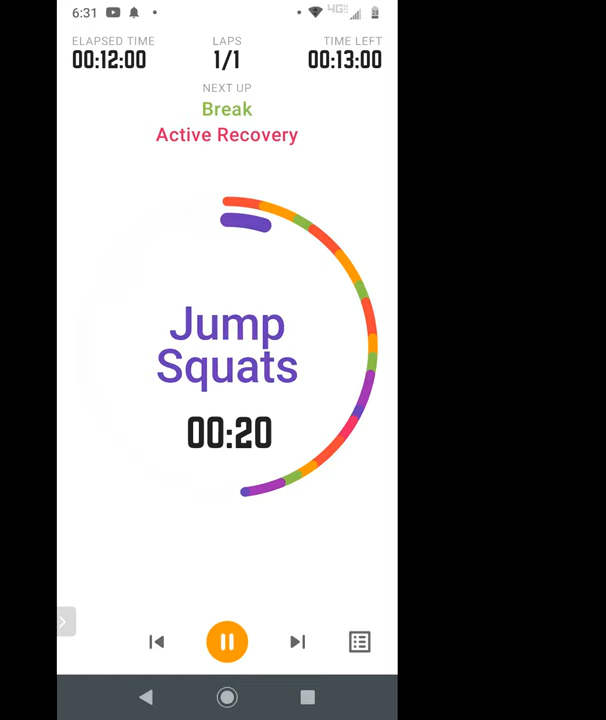 6:31
4G
ELAPSED TIME LAPS TIME LEFT
00:12:00 1/1 00:13:00
NEXT UP
Break
Active Recovery
Jump
Squats
00:20